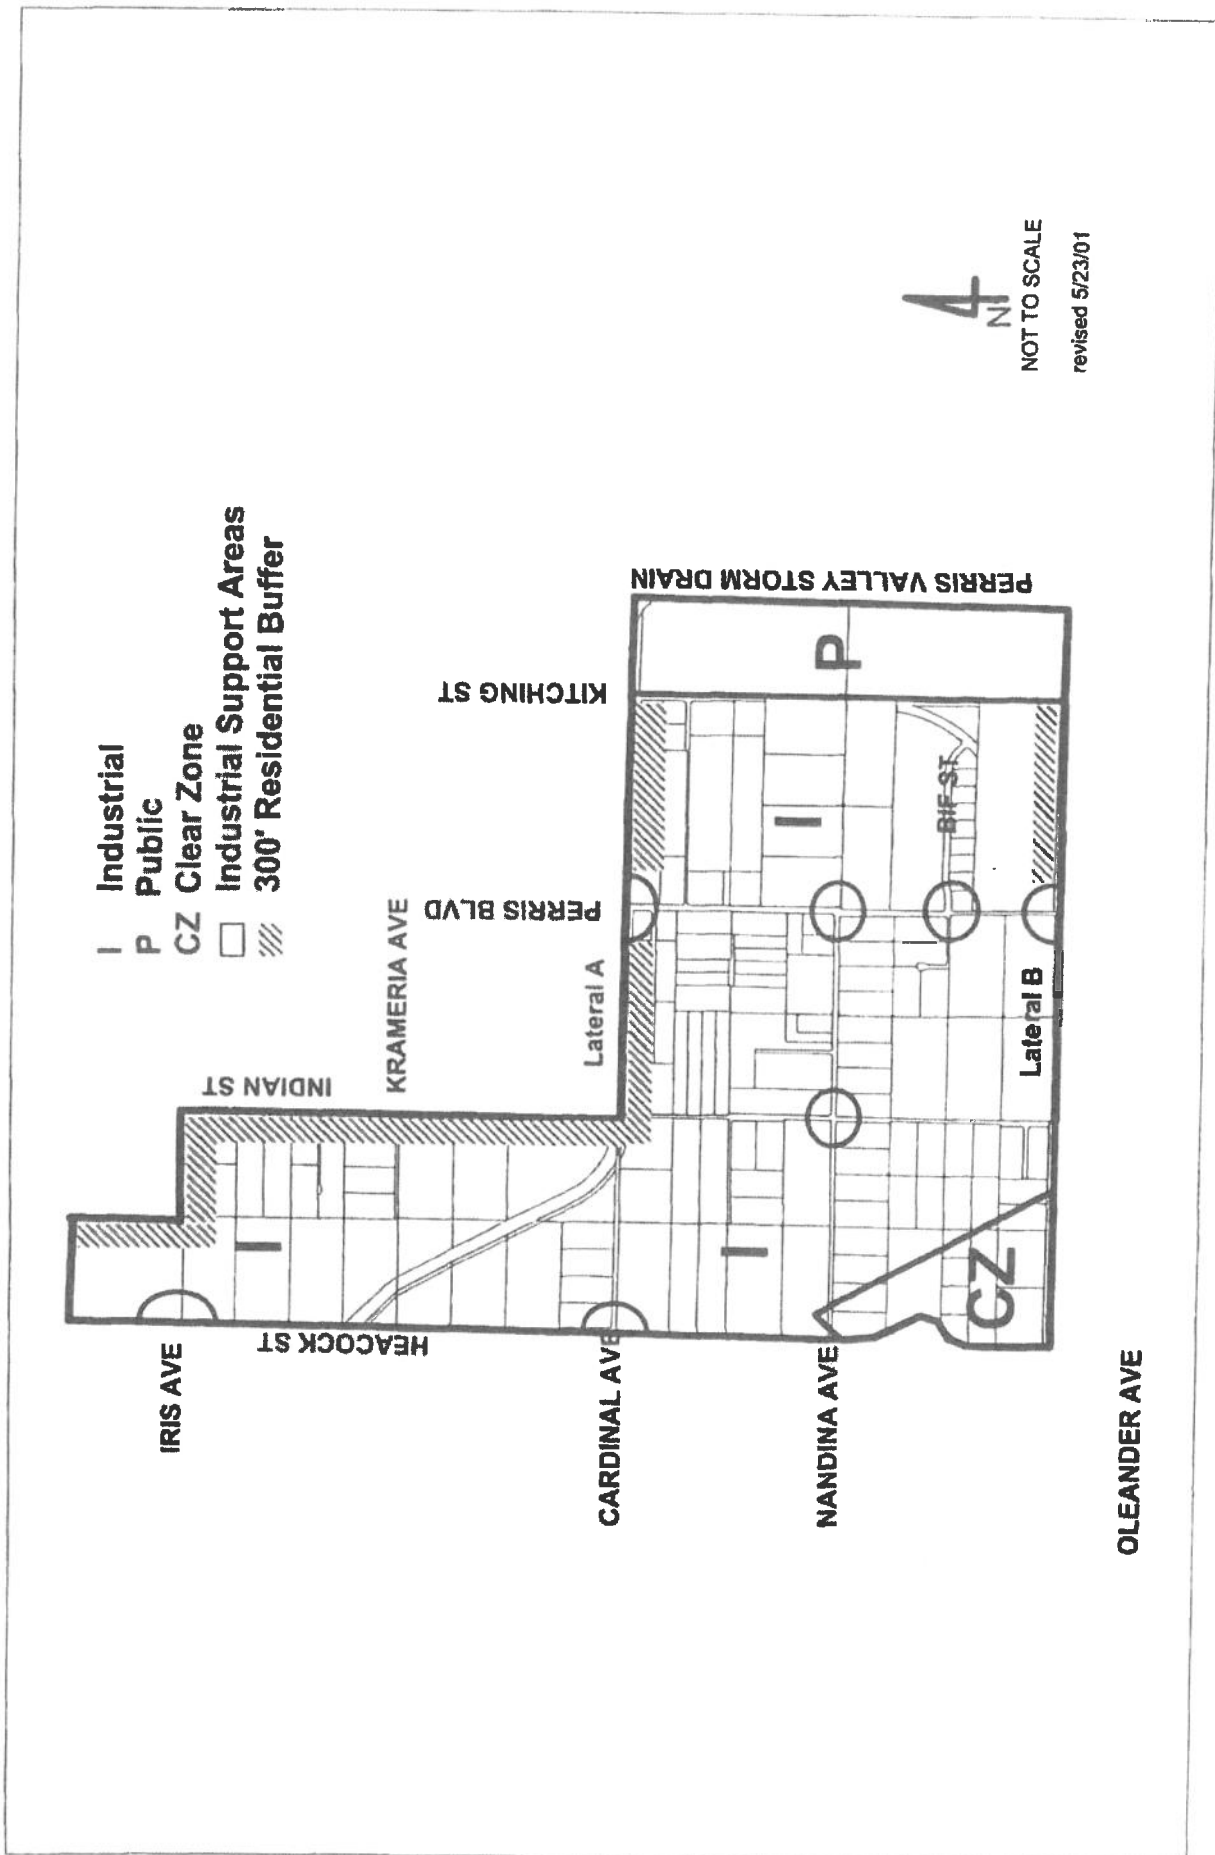 I Industrial
P Public
CZ Clear Zone
Industrial Support Areas
300' Residential Buffer
IRIS AVE
HEACOCK ST
INDIAN ST
KRAMERIA AVE
PERRIS BLVD
KITCHING ST
Lateral A
CARDINAL AVE
PERRIS VALLEY STORM DRAIN
I
I
I
P
NANDINA AVE
CZ
Lateral B
OLEANDER AVE
N
NOT TO SCALE
revised 5/23/01